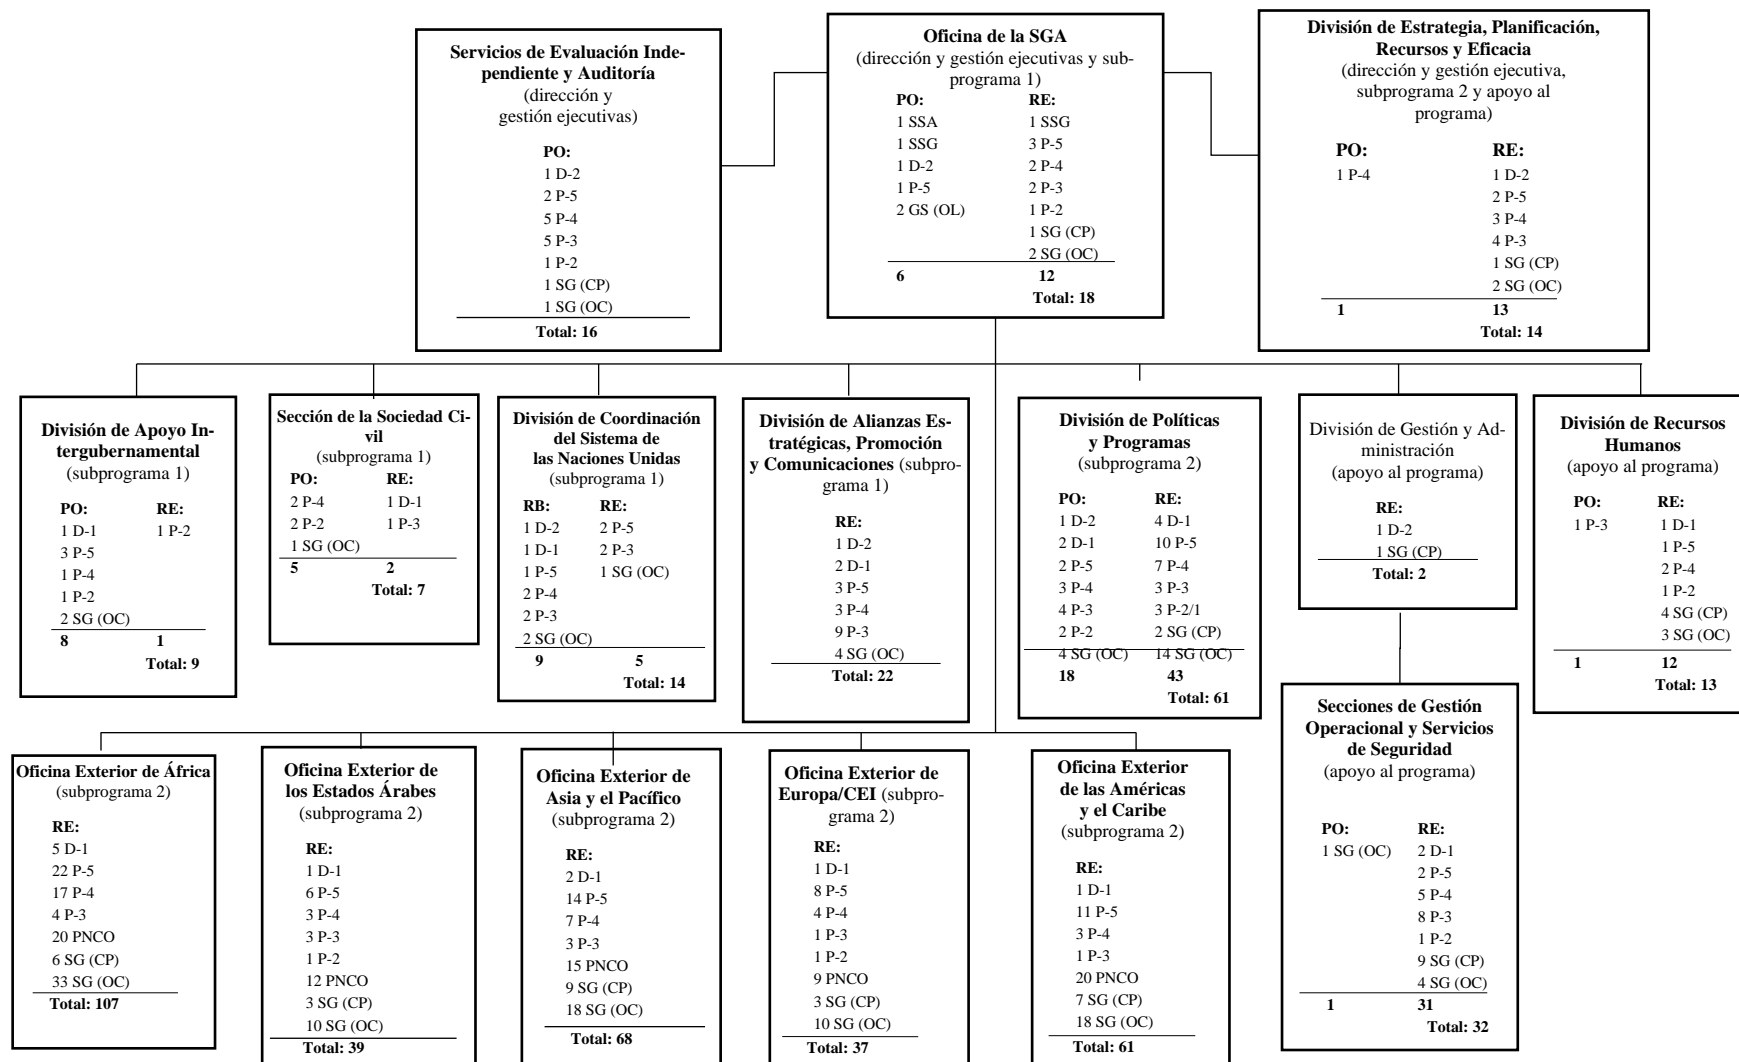 Servicios de Evaluación Inde-
pendiente y Auditoría
(dirección y
gestión ejecutivas)
PO:
1 D-2
2 P-5
5 P-4
5 P-3
1 P-2
1 SG (CP)
1 SG (OC)
Total: 16
Oficina de la SGA
(dirección y gestión ejecutivas y sub-
programa 1)
PO: RE:
1 SSA 1 SSG
1 SSG 3 P-5
1 D-2 2 P-4
1 P-5 2 P-3
2 GS (OL) 1 P-2
1 SG (CP)
2 SG (OC)
6 12
Total: 18
División de Estrategia, Planificación,
Recursos y Eficacia
(dirección y gestión ejecutiva,
subprograma 2 y apoyo al
programa)
PO: RE:
1 P-4 1 D-2
2 P-5
3 P-4
4 P-3
1 SG (CP)
2 SG (OC)
1 13
Total: 14
División de Apoyo In-
tergubernamental
(subprograma 1)
PO: RE:
1 D-1 1 P-2
3 P-5
1 P-4
1 P-2
2 SG (OC)
8 1
Total: 9
Sección de la Sociedad Ci-
vil
(subprograma 1)
PO: RE:
2 P-4 1 D-1
2 P-2 1 P-3
1 SG (OC)
5 2
Total: 7
División de Coordinación
del Sistema de
las Naciones Unidas
(subprograma 1)
RB: RE:
1 D-2 2 P-5
1 D-1 2 P-3
1 P-5 1 SG (OC)
2 P-4
2 P-3
2 SG (OC)
9 5
Total: 14
División de Alianzas Es-
tratégicas, Promoción
y Comunicaciones (subpro-
grama 1)
RE:
1 D-2
2 D-1
3 P-5
3 P-4
9 P-3
4 SG (OC)
Total: 22
División de Políticas
y Programas
(subprograma 2)
PO: RE:
1 D-2 4 D-1
2 D-1 10 P-5
2 P-5 7 P-4
3 P-4 3 P-3
4 P-3 3 P-2/1
2 P-2 2 SG (CP)
4 SG (OC) 14 SG (OC)
18 43
Total: 61
División de Gestión y Ad-
ministración
(apoyo al programa)
RE:
1 D-2
1 SG (CP)
Total: 2
División de Recursos
Humanos
(apoyo al programa)
PO: RE:
1 P-3 1 D-1
1 P-5
2 P-4
1 P-2
4 SG (CP)
3 SG (OC)
1 12
Total: 13
Oficina Exterior de África
(subprograma 2)
RE:
5 D-1
22 P-5
17 P-4
4 P-3
20 PNCO
6 SG (CP)
33 SG (OC)
Total: 107
Oficina Exterior de
los Estados Árabes
(subprograma 2)
RE:
1 D-1
6 P-5
3 P-4
3 P-3
1 P-2
12 PNCO
3 SG (CP)
10 SG (OC)
Total: 39
Oficina Exterior de
Asia y el Pacífico
(subprograma 2)
RE:
2 D-1
14 P-5
7 P-4
3 P-3
15 PNCO
9 SG (CP)
18 SG (OC)
Total: 68
Oficina Exterior de
Europa/CEI (subpro-
grama 2)
RE:
1 D-1
8 P-5
4 P-4
1 P-3
1 P-2
9 PNCO
3 SG (CP)
10 SG (OC)
Total: 37
Oficina Exterior
de las Américas
y el Caribe
(subprograma 2)
RE:
1 D-1
11 P-5
3 P-4
1 P-3
20 PNCO
7 SG (CP)
18 SG (OC)
Total: 61
Secciones de Gestión
Operacional y Servicios
de Seguridad
(apoyo al programa)
PO: RE:
1 SG (OC) 2 D-1
2 P-5
5 P-4
8 P-3
1 P-2
9 SG (CP)
4 SG (OC)
1 31
Total: 32